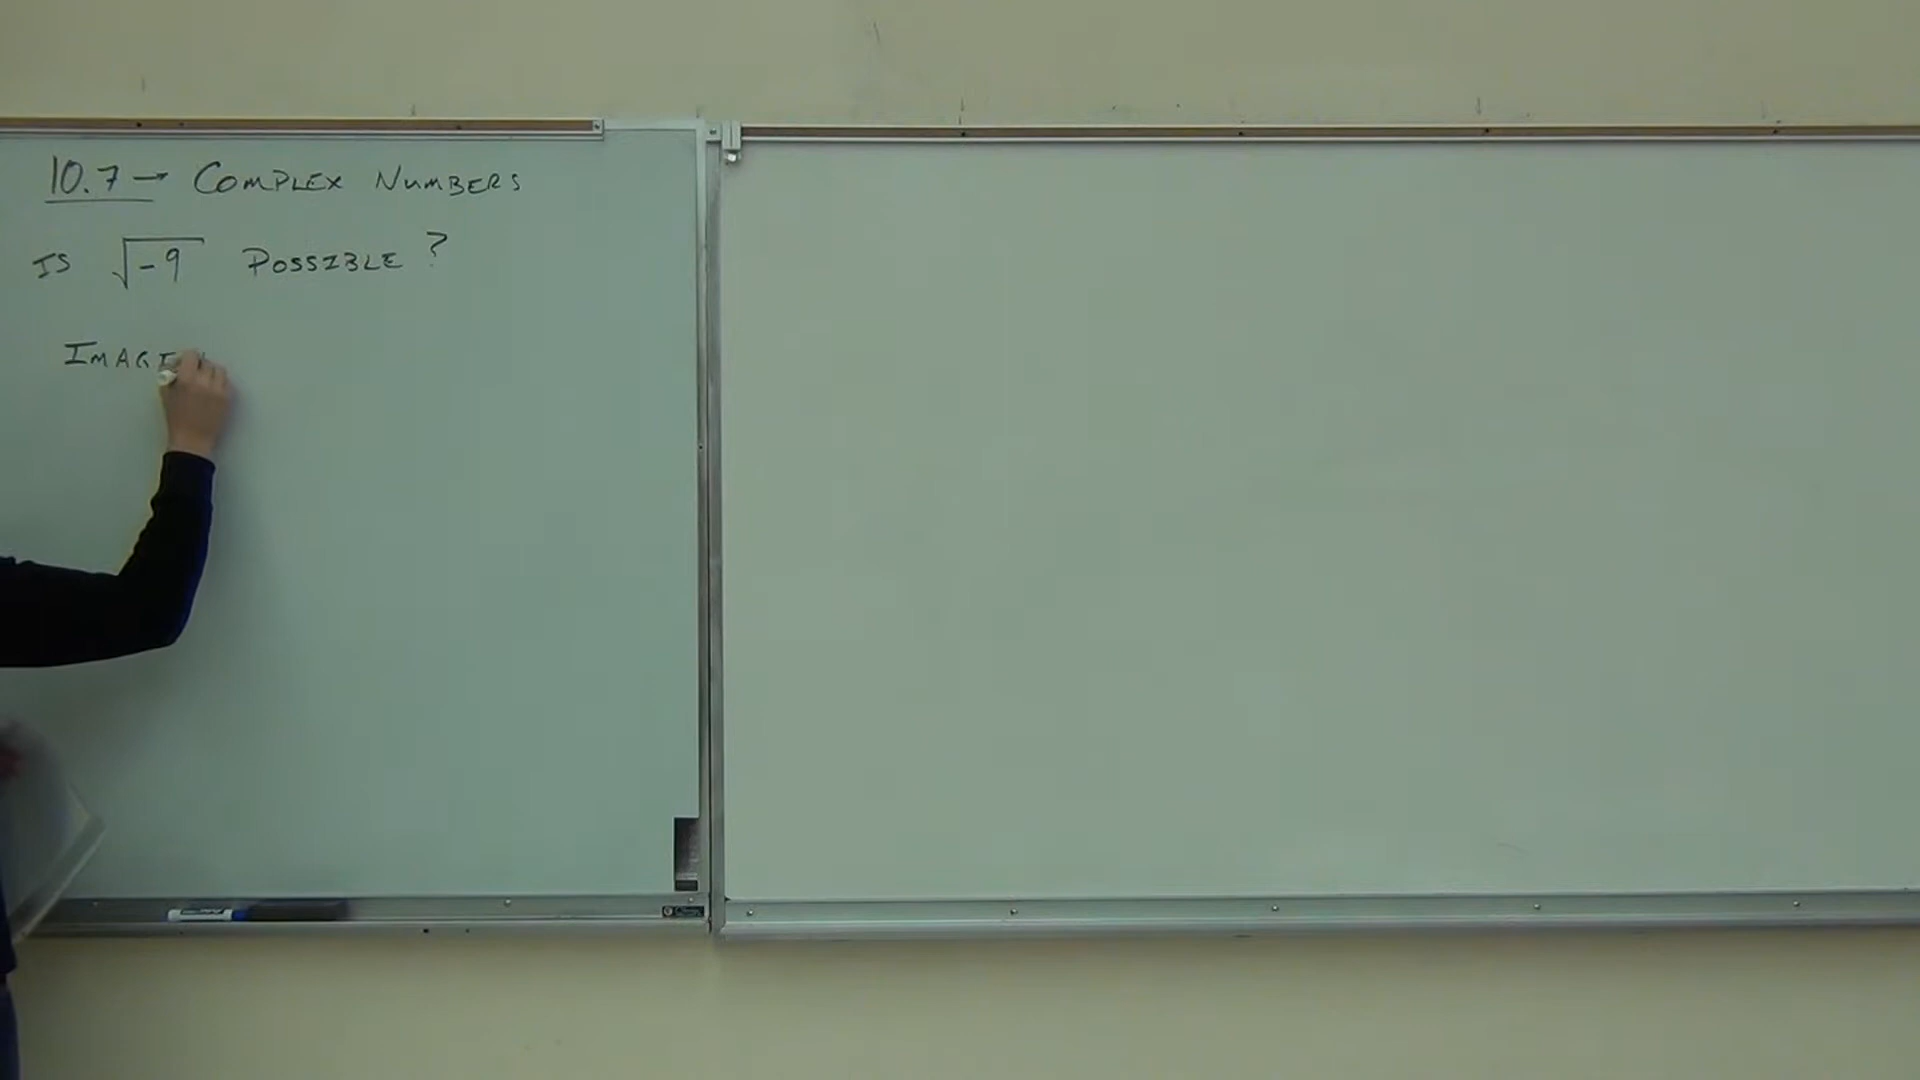 10.7 → COMPLEX NUMBERS
IS √-9 POSSIBLE?
IMAGI